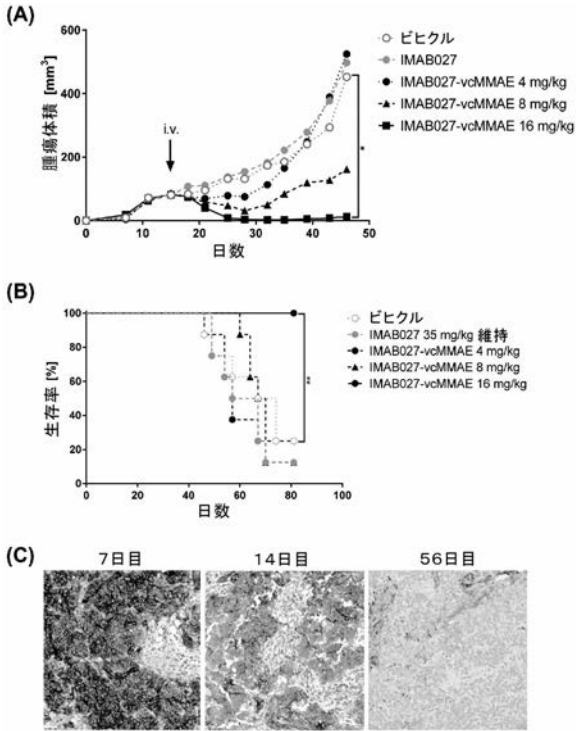 (A)
600
400
200
0
腫瘍体積 [mm³]
i.v.
*
0 10 20 30 40 50
日数
ビヒクル
IMAB027
IMAB027-vcMMAE 4 mg/kg
IMAB027-vcMMAE 8 mg/kg
IMAB027-vcMMAE 16 mg/kg
(B)
100
80
60
40
20
0
生存率 [%]
**
0 20 40 60 80 100
日数
ビヒクル
IMAB027 35 mg/kg 維持
IMAB027-vcMMAE 4 mg/kg
IMAB027-vcMMAE 8 mg/kg
IMAB027-vcMMAE 16 mg/kg
(C)
7日目 14日目 56日目